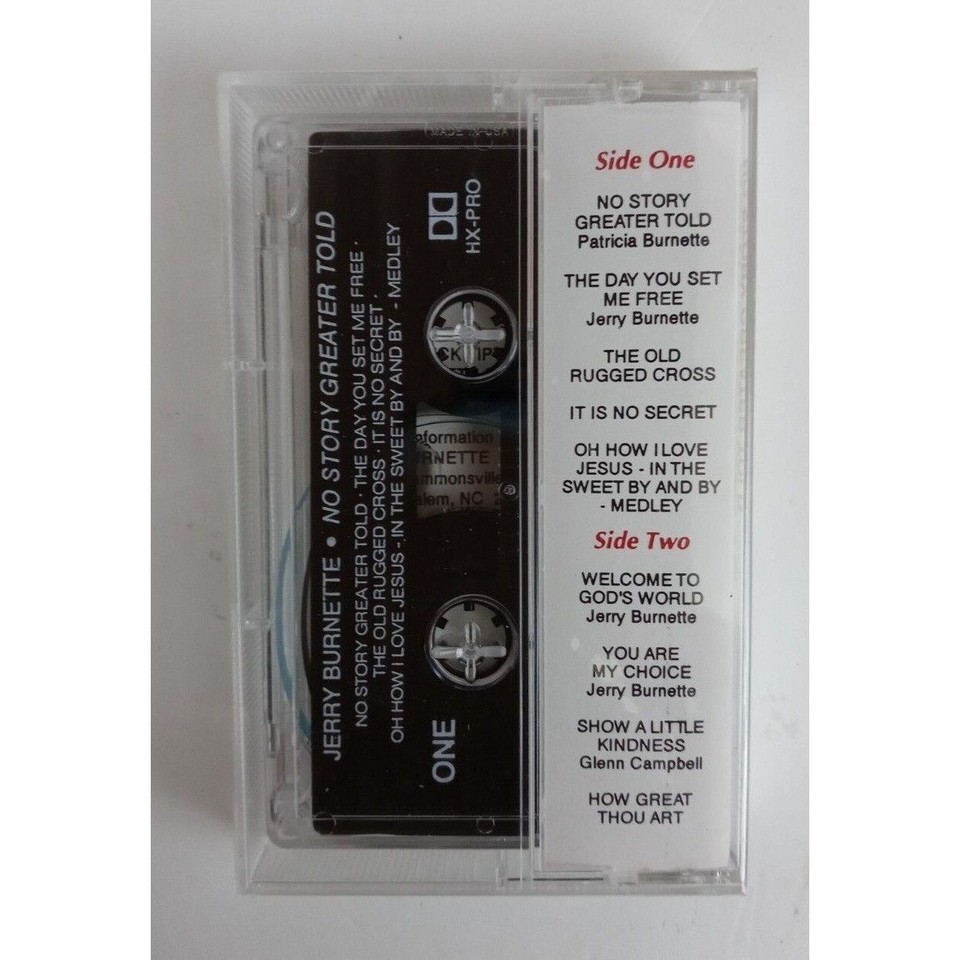 MADE IN USA
JERRY BURNETTE • NO STORY GREATER TOLD
NO STORY GREATER TOLD · THE DAY YOU SET ME FREE ·
THE OLD RUGGED CROSS · IT IS NO SECRET ·
OH HOW I LOVE JESUS - IN THE SWEET BY AND BY - MEDLEY
HX-PRO
ONE
NC
Side One
NO STORY
GREATER TOLD
Patricia Burnette
THE DAY YOU SET
ME FREE
Jerry Burnette
THE OLD
RUGGED CROSS
IT IS NO SECRET
OH HOW I LOVE
JESUS - IN THE
SWEET BY AND BY
- MEDLEY
Side Two
WELCOME TO
GOD'S WORLD
Jerry Burnette
YOU ARE
MY CHOICE
Jerry Burnette
SHOW A LITTLE
KINDNESS
Glenn Campbell
HOW GREAT
THOU ART